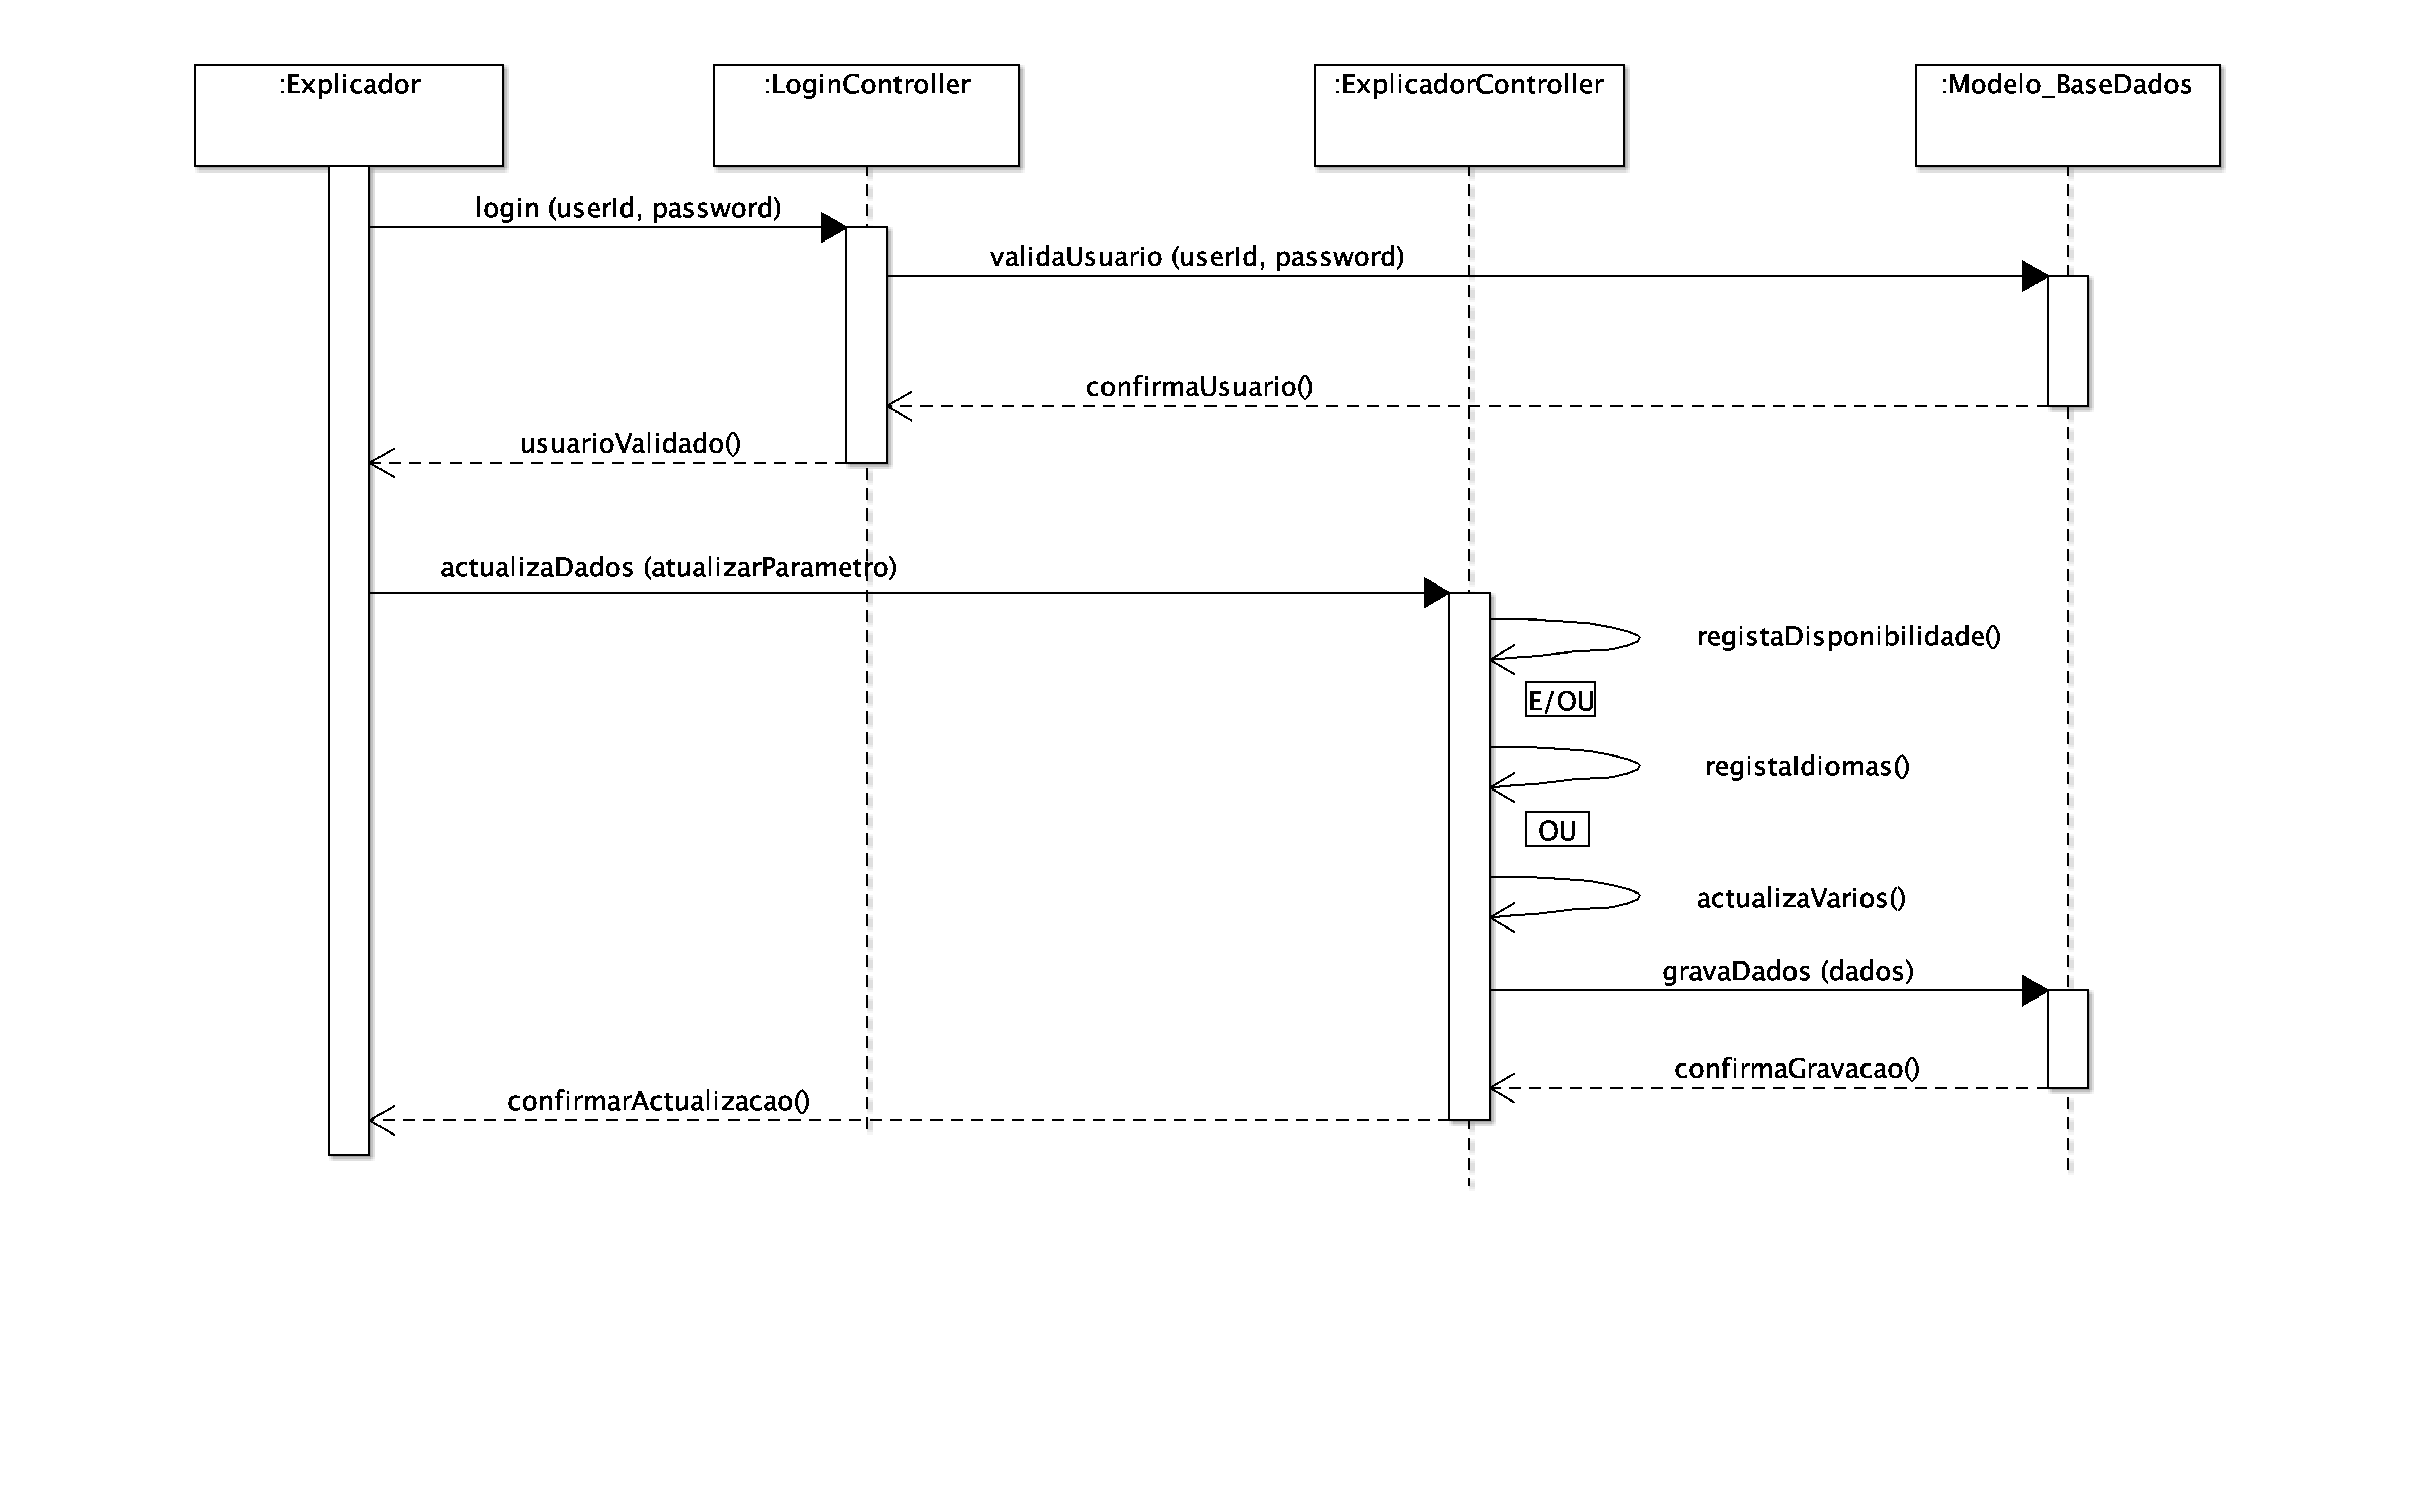 :Explicador
:LoginController
:ExplicadorController
:Modelo_BaseDados
login (userId, password)
validaUsuario (userId, password)
confirmaUsuario()
usuarioValidado()
actualizaDados (atualizarParametro)
registaDisponibilidade()
E/OU
registaIdiomas()
OU
actualizaVarios()
gravaDados (dados)
confirmaGravacao()
confirmarActualizacao()